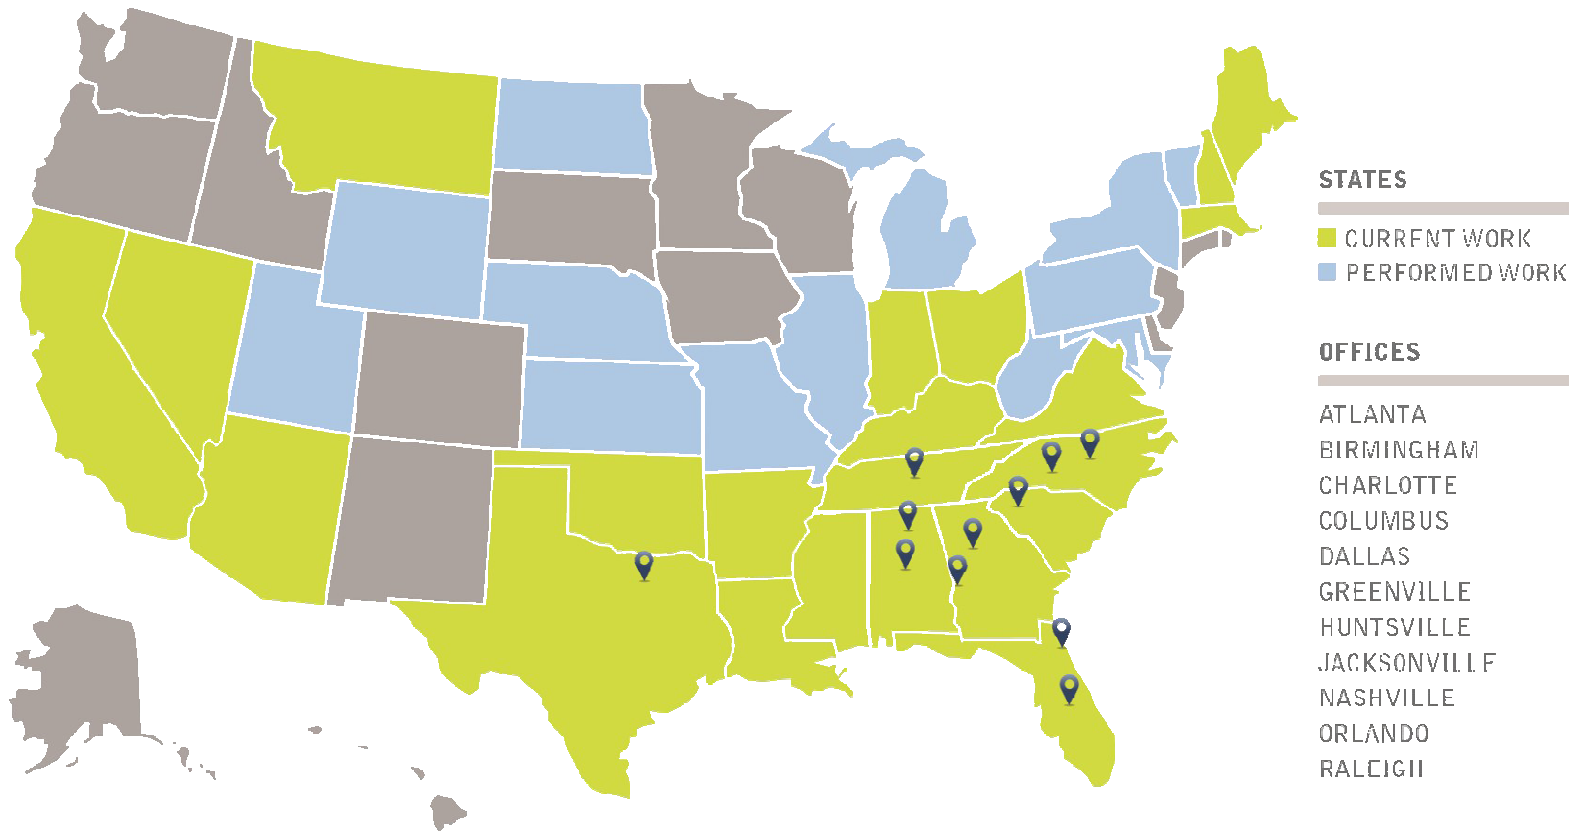 STATES
CURRENT WORK
PERFORMED WORK
OFFICES
ATLANTA
BIRMINGHAM
CHARLOTTE
COLUMBUS
DALLAS
GREENVILLE
HUNTSVILLE
JACKSONVILLE
NASHVILLE
ORLANDO
RALEIGH